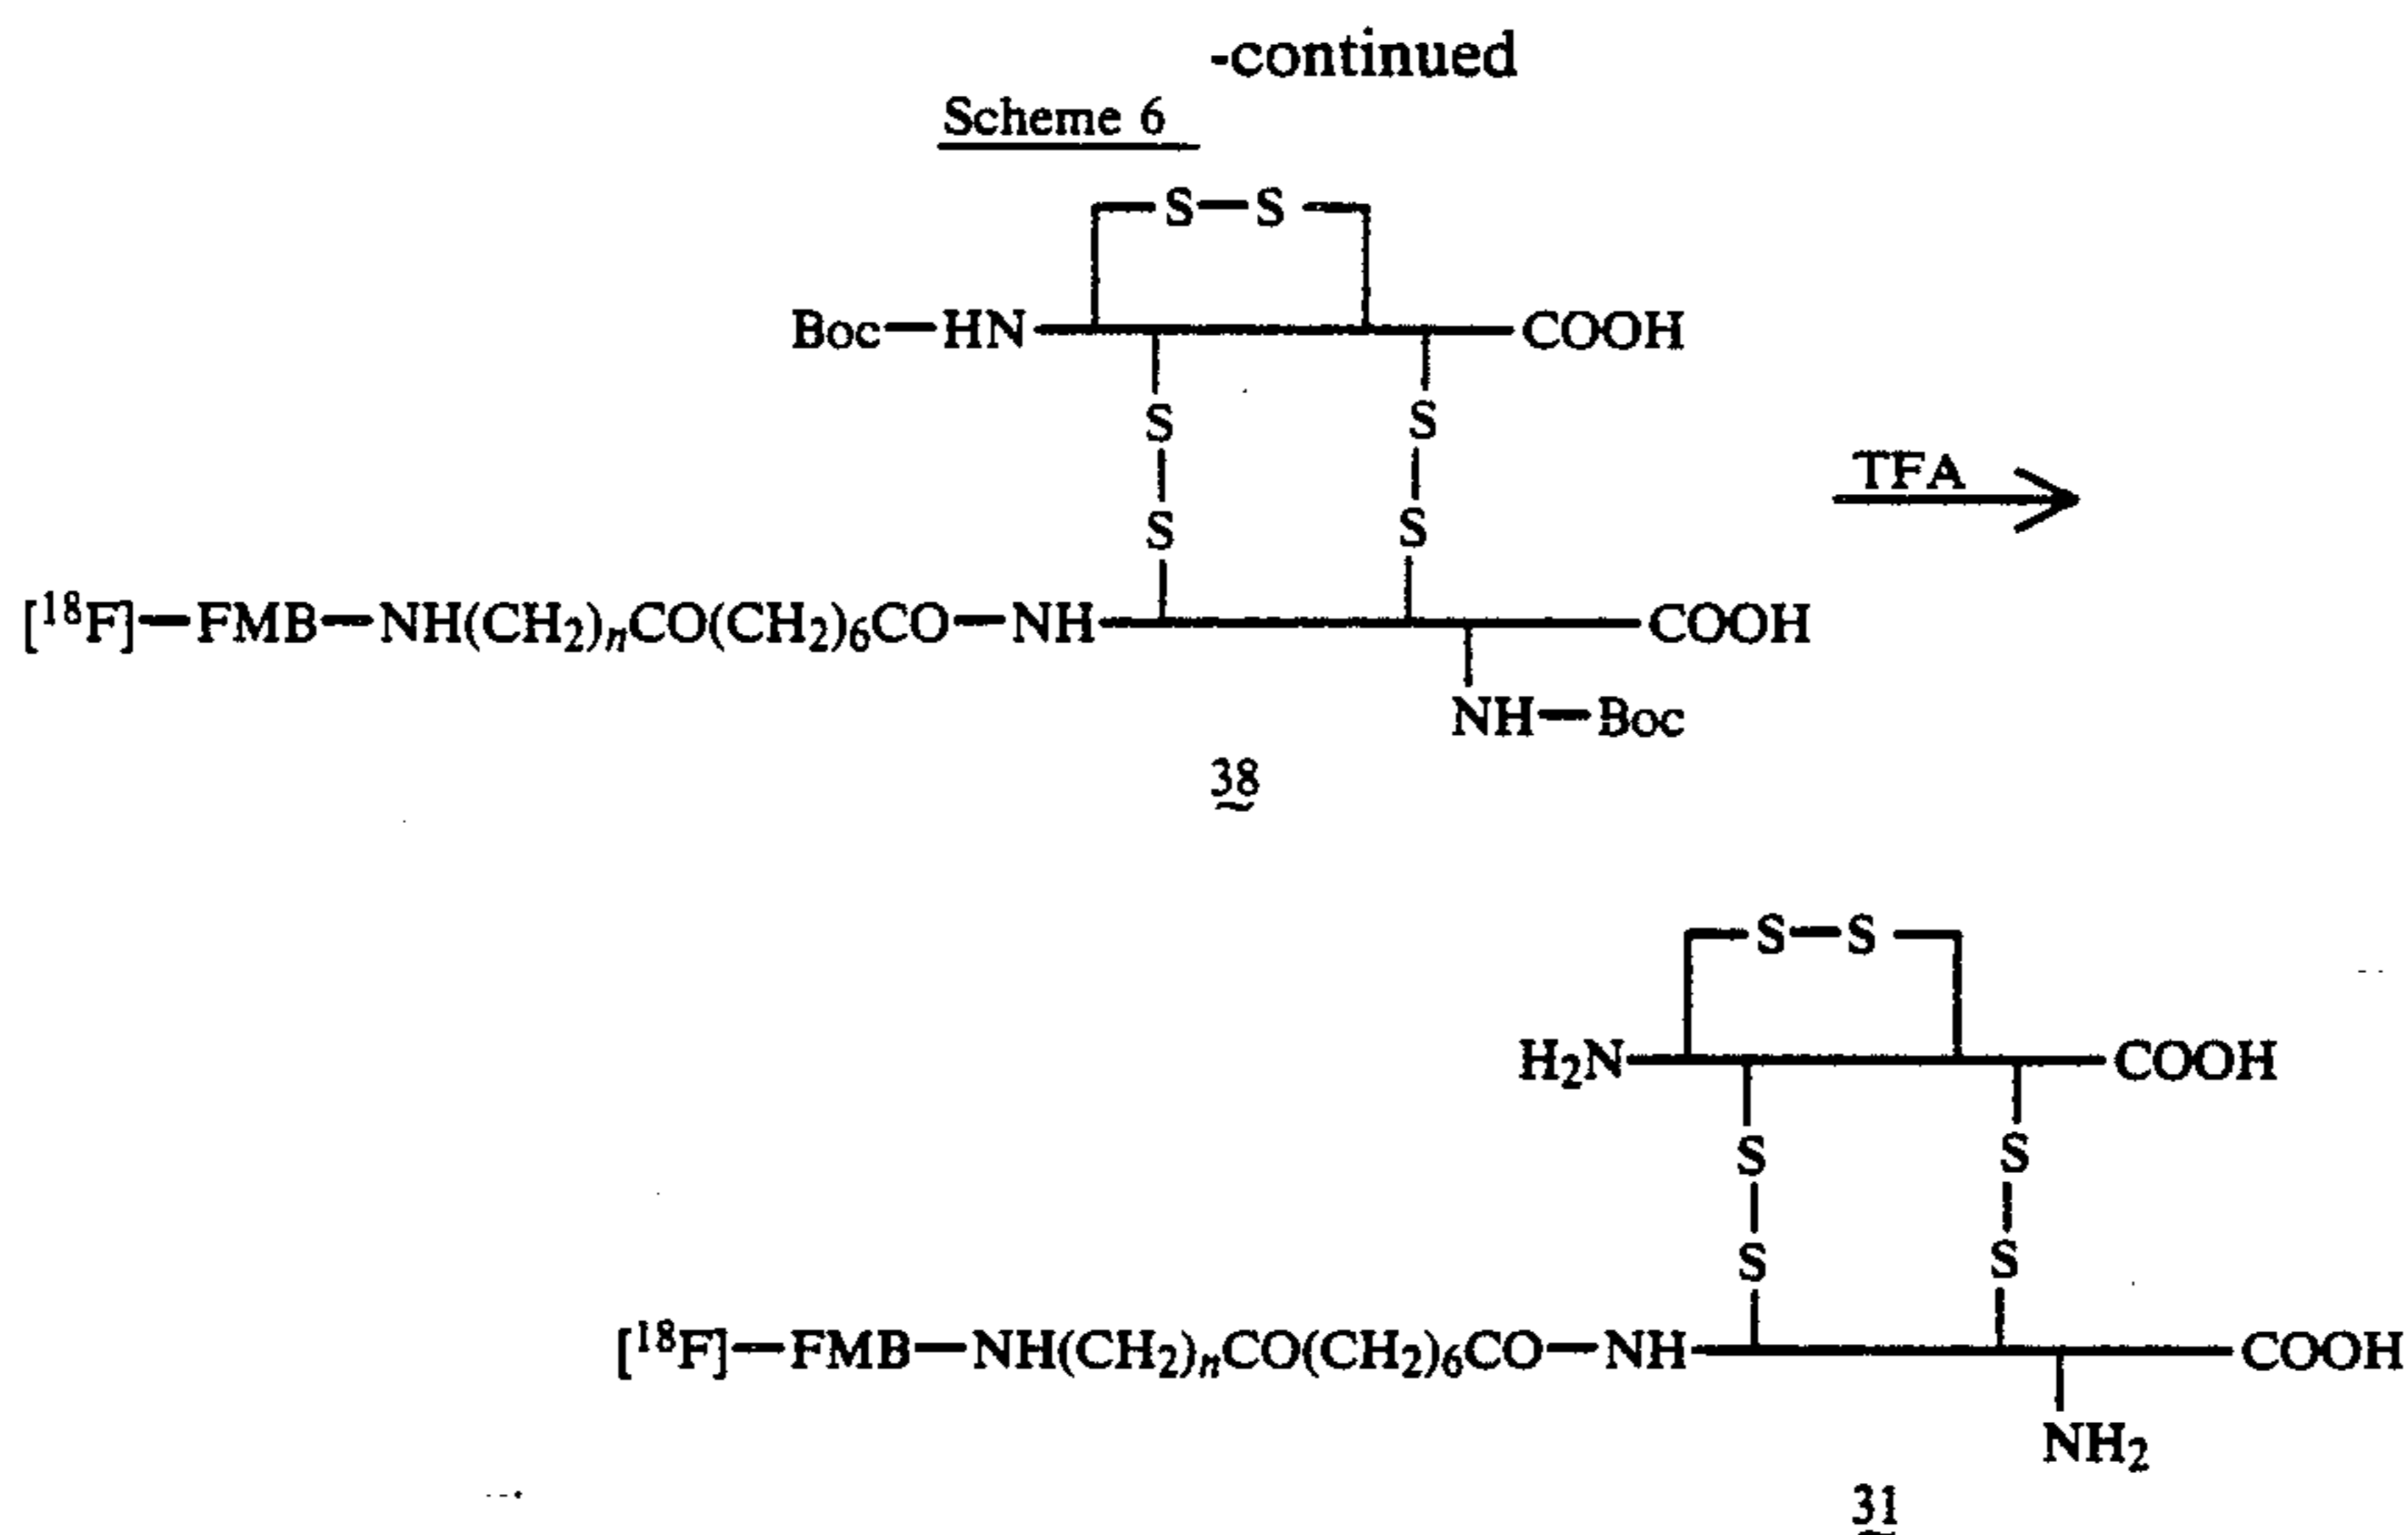 -continued
Scheme 6
S—S
Boc—HN COOH
S S
TFA
S S
[¹⁸F]—FMB—NH(CH₂)ₙCO(CH₂)₆CO—NH COOH
NH—Boc
38
S—S
H₂N COOH
S S
S S
[¹⁸F]—FMB—NH(CH₂)ₙCO(CH₂)₆CO—NH COOH
NH₂
31